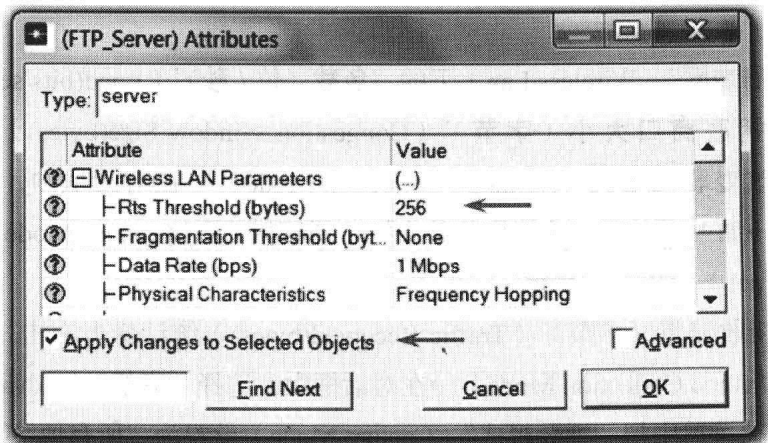 (FTP_Server) Attributes
Type: server
Attribute Value
Wireless LAN Parameters (...)
Rts Threshold (bytes) 256
Fragmentation Threshold (byt... None
Data Rate (bps) 1 Mbps
Physical Characteristics Frequency Hopping
Apply Changes to Selected Objects Advanced
Find Next Cancel OK